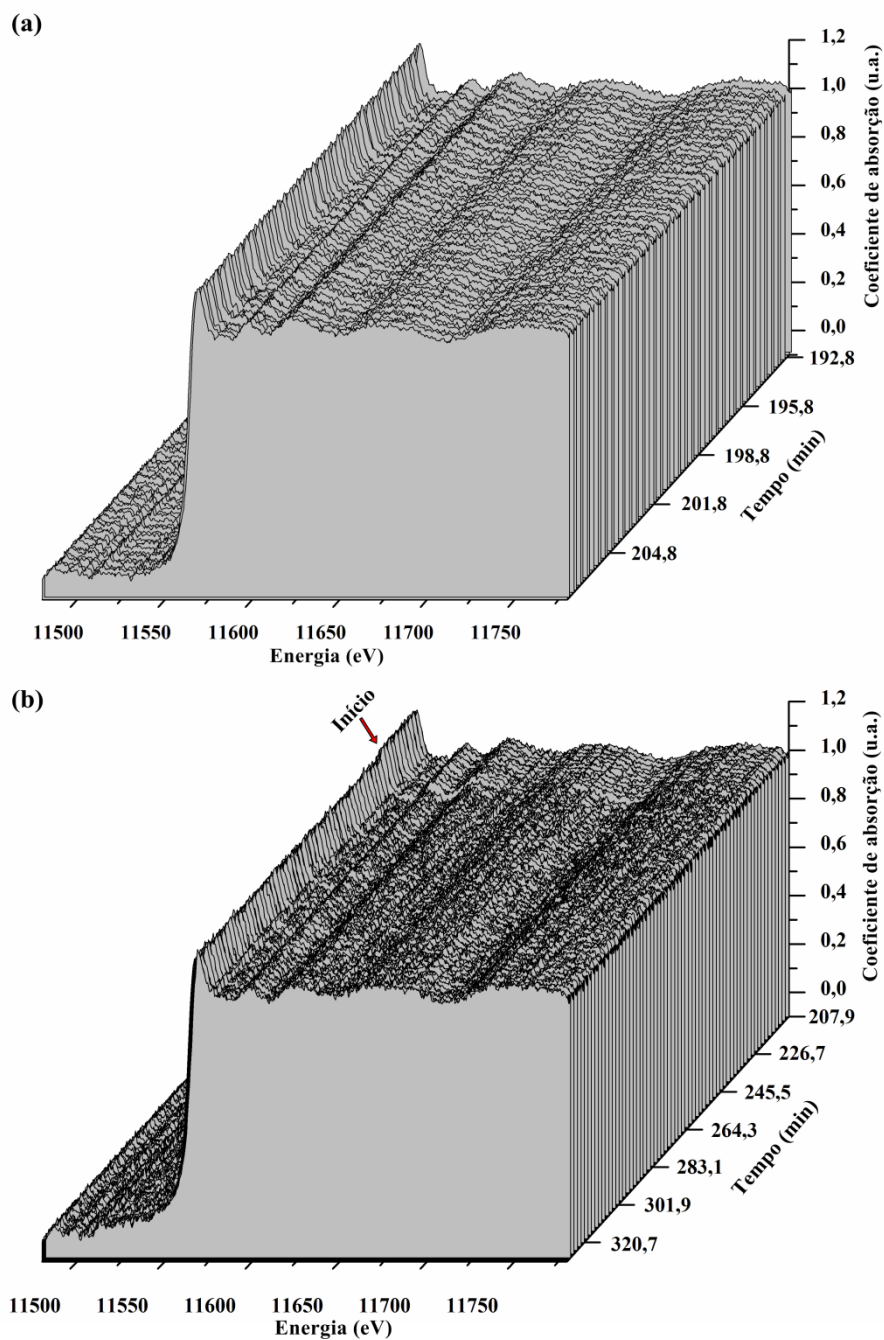 (a)
1,2
1,0
0,8
0,6
0,4
0,2
0,0
Coeficiente de absorção (u.a.)
192,8
195,8
198,8
201,8
204,8
Tempo (min)
11500 11550 11600 11650 11700 11750
Energia (eV)
(b)
Início
1,2
1,0
0,8
0,6
0,4
0,2
0,0
Coeficiente de absorção (u.a.)
207,9
226,7
245,5
264,3
283,1
301,9
320,7
Tempo (min)
11500 11550 11600 11650 11700 11750
Energia (eV)